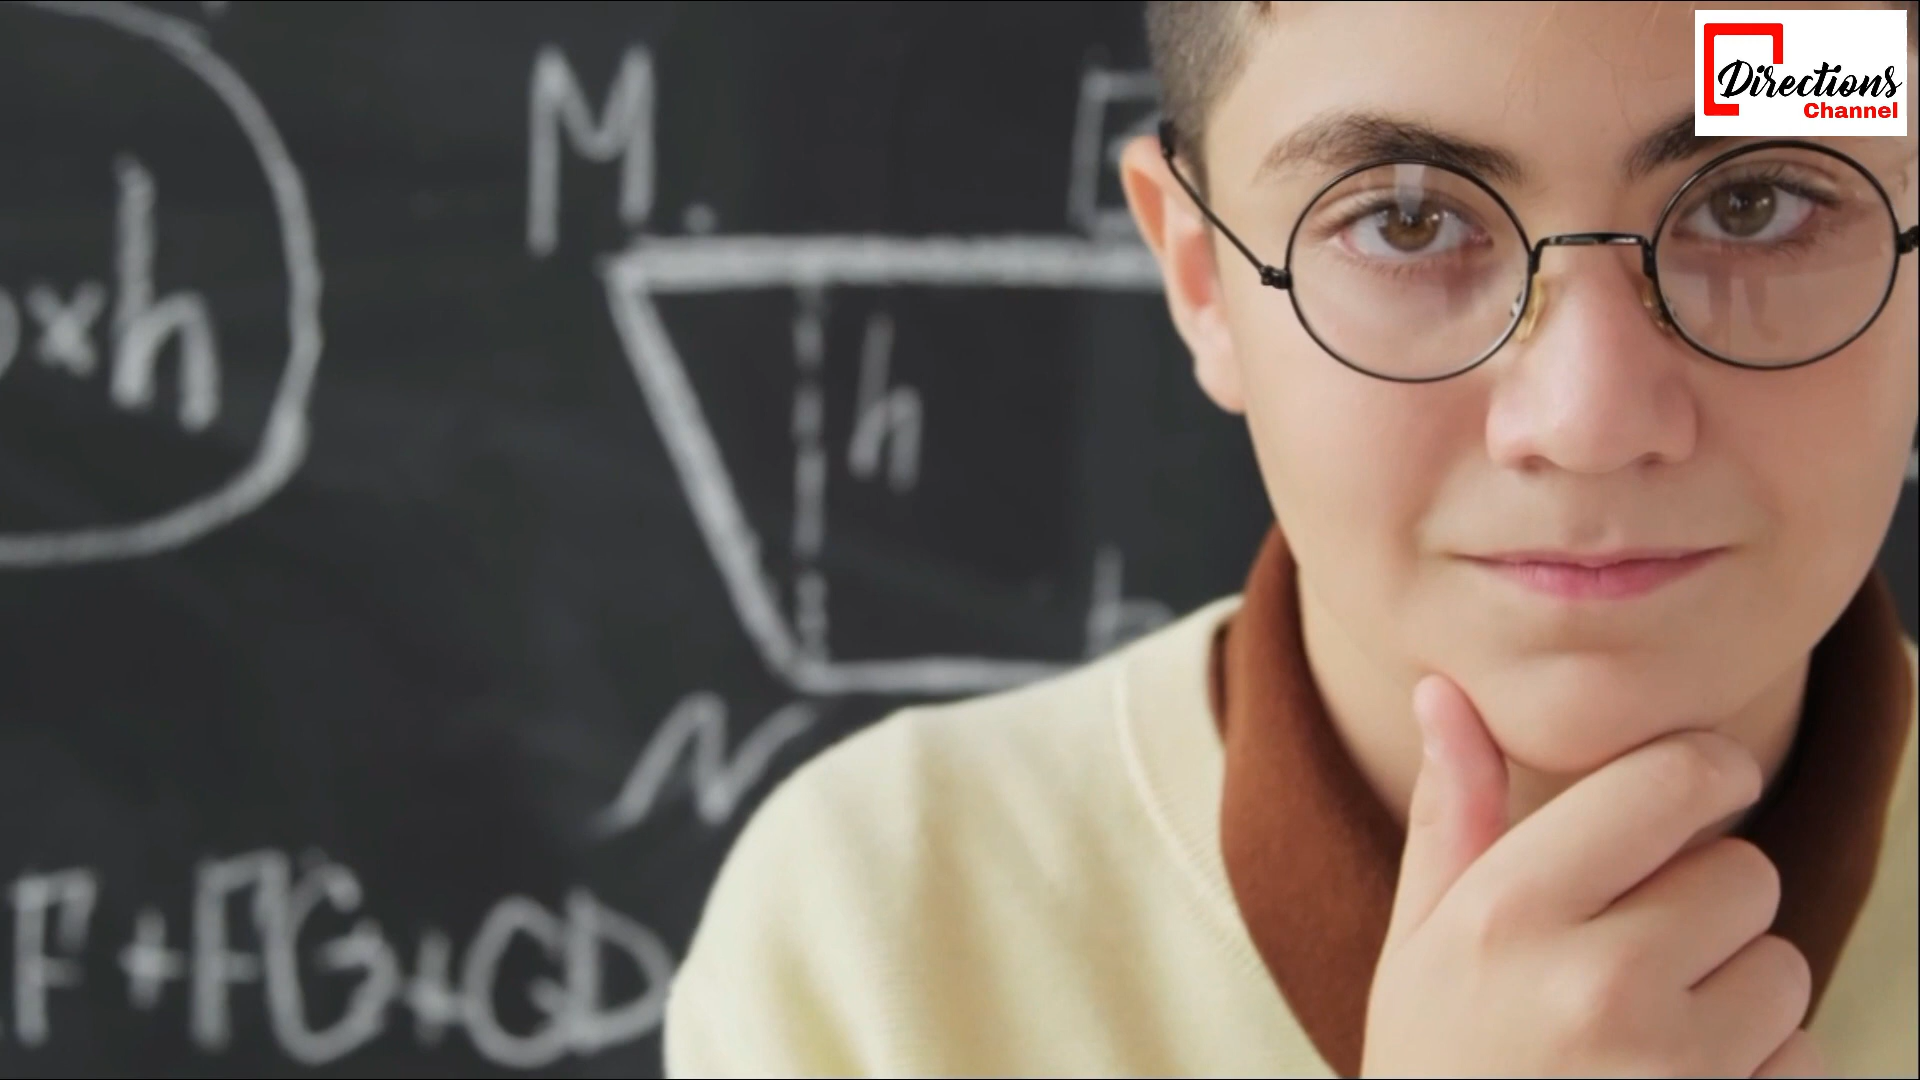 Directions
Channel
M
×h
h
N
F+FG+GD